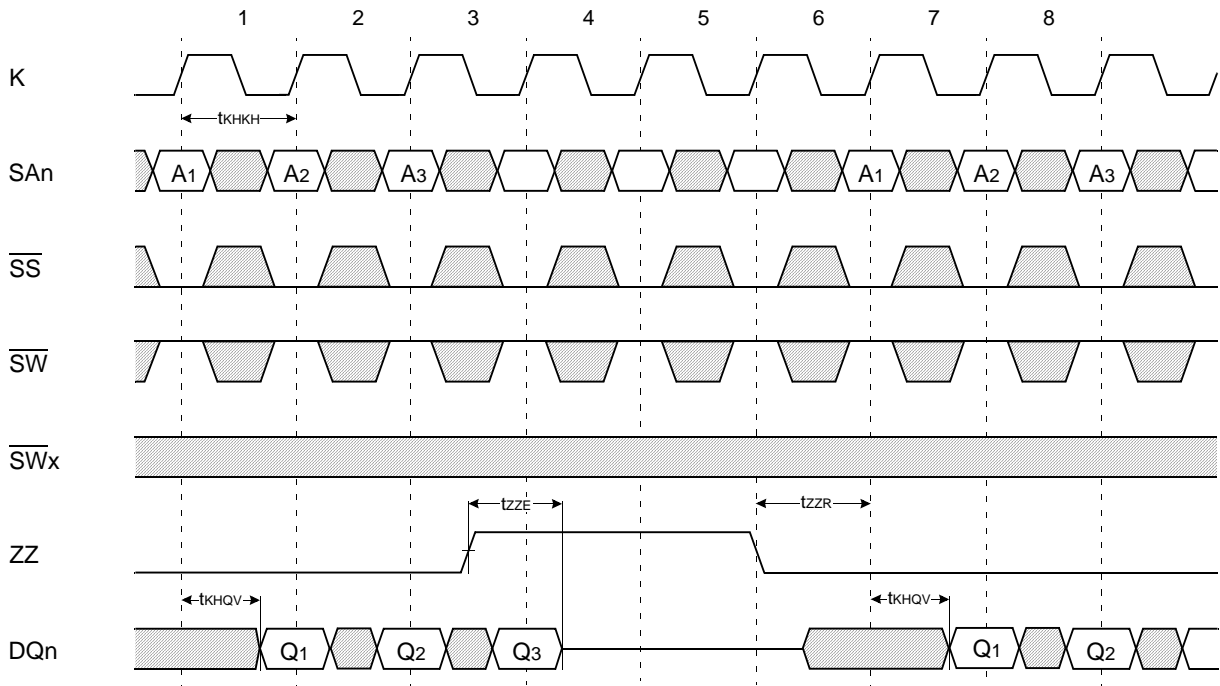 1 2 3 4 5 6 7 8
K
tKHKH
SAn A1 A2 A3 A1 A2 A3
SS
SW
SWx
tZZE tZZR
ZZ
tKHQV tKHQV
DQn Q1 Q2 Q3 Q1 Q2